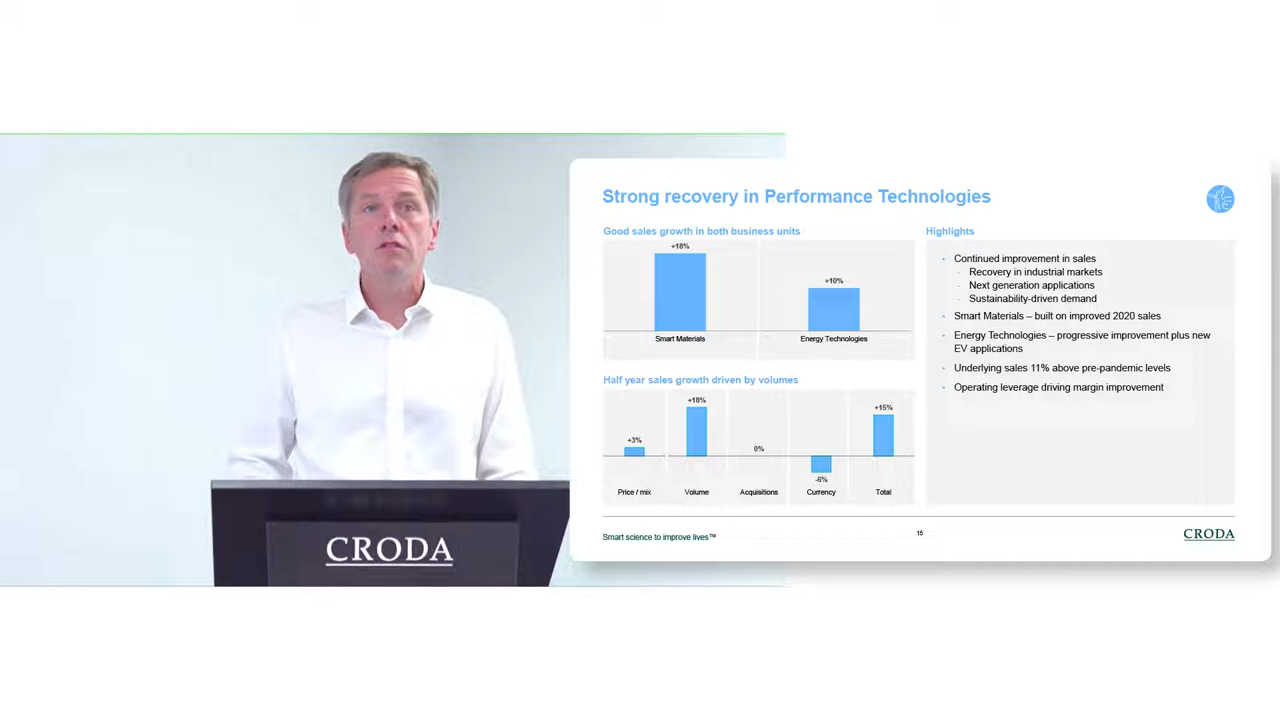 CRODA
Strong recovery in Performance Technologies
Good sales growth in both business units
+18%
+10%
Smart Materials
Energy Technologies
Half year sales growth driven by volumes
+3%
+18%
0%
-6%
+15%
Price / mix
Volume
Acquisitions
Currency
Total
Highlights
Continued improvement in sales
Recovery in industrial markets
Next generation applications
Sustainability-driven demand
Smart Materials – built on improved 2020 sales
Energy Technologies – progressive improvement plus new
EV applications
Underlying sales 11% above pre-pandemic levels
Operating leverage driving margin improvement
Smart science to improve lives™
15
CRODA